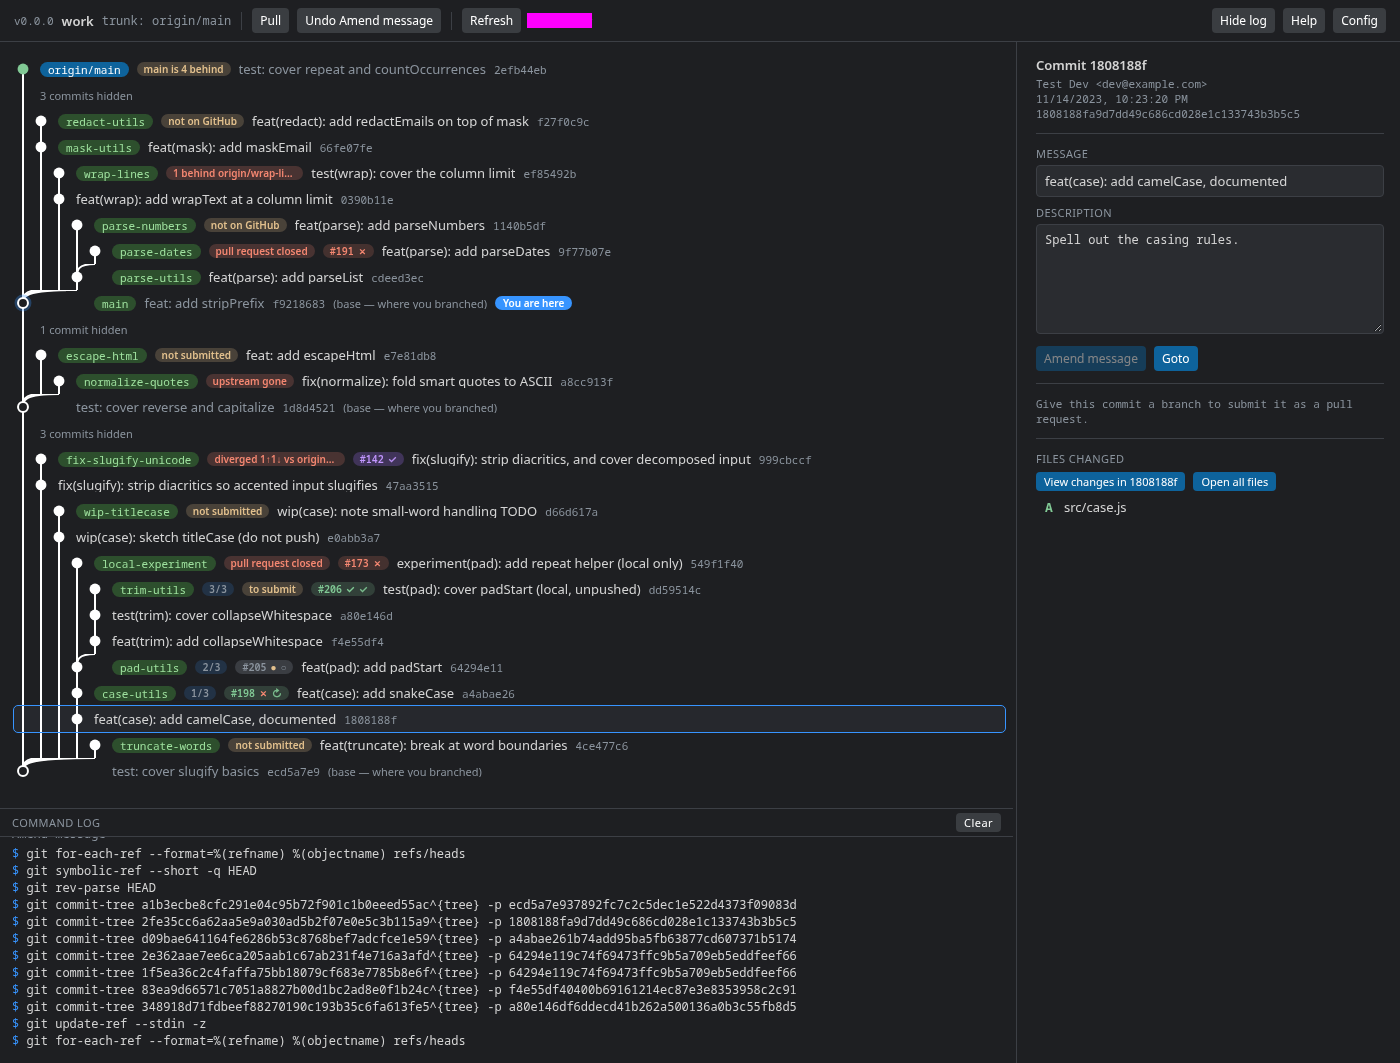 v0.0.0 work trunk: origin/main Pull Undo Amend message Refresh Hide log Help Config
origin/main main is 4 behind test: cover repeat and countOccurrences 2efb44eb
3 commits hidden
redact-utils not on GitHub feat(redact): add redactEmails on top of mask f27f0c9c
mask-utils feat(mask): add maskEmail 66fe07fe
wrap-lines 1 behind origin/wrap-li... test(wrap): cover the column limit ef85492b
feat(wrap): add wrapText at a column limit 0390b11e
parse-numbers not on GitHub feat(parse): add parseNumbers 1140b5df
parse-dates pull request closed #191 × feat(parse): add parseDates 9f77b07e
parse-utils feat(parse): add parseList cdeed3ec
main feat: add stripPrefix f9218683 (base — where you branched) You are here
1 commit hidden
escape-html not submitted feat: add escapeHtml e7e81db8
normalize-quotes upstream gone fix(normalize): fold smart quotes to ASCII a8cc913f
test: cover reverse and capitalize 1d8d4521 (base — where you branched)
3 commits hidden
fix-slugify-unicode diverged 1↑1↓ vs origin... #142 ✓ fix(slugify): strip diacritics, and cover decomposed input 999cbccf
fix(slugify): strip diacritics so accented input slugifies 47aa3515
wip-titlecase not submitted wip(case): note small-word handling TODO d66d617a
wip(case): sketch titleCase (do not push) e0abb3a7
local-experiment pull request closed #173 × experiment(pad): add repeat helper (local only) 549f1f40
trim-utils 3/3 to submit #206 ✓ ✓ test(pad): cover padStart (local, unpushed) dd59514c
test(trim): cover collapseWhitespace a80e146d
feat(trim): add collapseWhitespace f4e55df4
pad-utils 2/3 #205 ● ○ feat(pad): add padStart 64294e11
case-utils 1/3 #198 × ↻ feat(case): add snakeCase a4abae26
feat(case): add camelCase, documented 1808188f
truncate-words not submitted feat(truncate): break at word boundaries 4ce477c6
test: cover slugify basics ecd5a7e9 (base — where you branched)
COMMAND LOG Clear
$ git for-each-ref --format=%(refname) %(objectname) refs/heads
$ git symbolic-ref --short -q HEAD
$ git rev-parse HEAD
$ git commit-tree a1b3ecbe8cfc291e04c95b72f901c1b0eeed55ac^{tree} -p ecd5a7e937892fc7c2c5dec1e522d4373f09083d
$ git commit-tree 2fe35cc6a62aa5e9a030ad5b2f07e0e5c3b115a9^{tree} -p 1808188fa9d7dd49c686cd028e1c133743b3b5c5
$ git commit-tree d09bae641164fe6286b53c8768bef7adcfce1e59^{tree} -p a4abae261b74add95ba5fb63877cd607371b5174
$ git commit-tree 2e362aae7ee6ca205aab1c67ab231f4e716a3afd^{tree} -p 64294e119c74f69473ffc9b5a709eb5eddfeef66
$ git commit-tree 1f5ea36c2c4faffa75bb18079cf683e7785b8e6f^{tree} -p 64294e119c74f69473ffc9b5a709eb5eddfeef66
$ git commit-tree 83ea9d66571c7051a8827b00d1bc2ad8e0f1b24c^{tree} -p f4e55df40400b69161214ec87e3e8353958c2c91
$ git commit-tree 348918d71fdbeef88270190c193b35c6fa613fe5^{tree} -p a80e146df6ddecd41b262a500136a0b3c55fb8d5
$ git update-ref --stdin -z
$ git for-each-ref --format=%(refname) %(objectname) refs/heads
Commit 1808188f
Test Dev <dev@example.com>
11/14/2023, 10:23:20 PM
1808188fa9d7dd49c686cd028e1c133743b3b5c5
MESSAGE
feat(case): add camelCase, documented
DESCRIPTION
Spell out the casing rules.
Amend message Goto
Give this commit a branch to submit it as a pull
request.
FILES CHANGED
View changes in 1808188f Open all files
A src/case.js